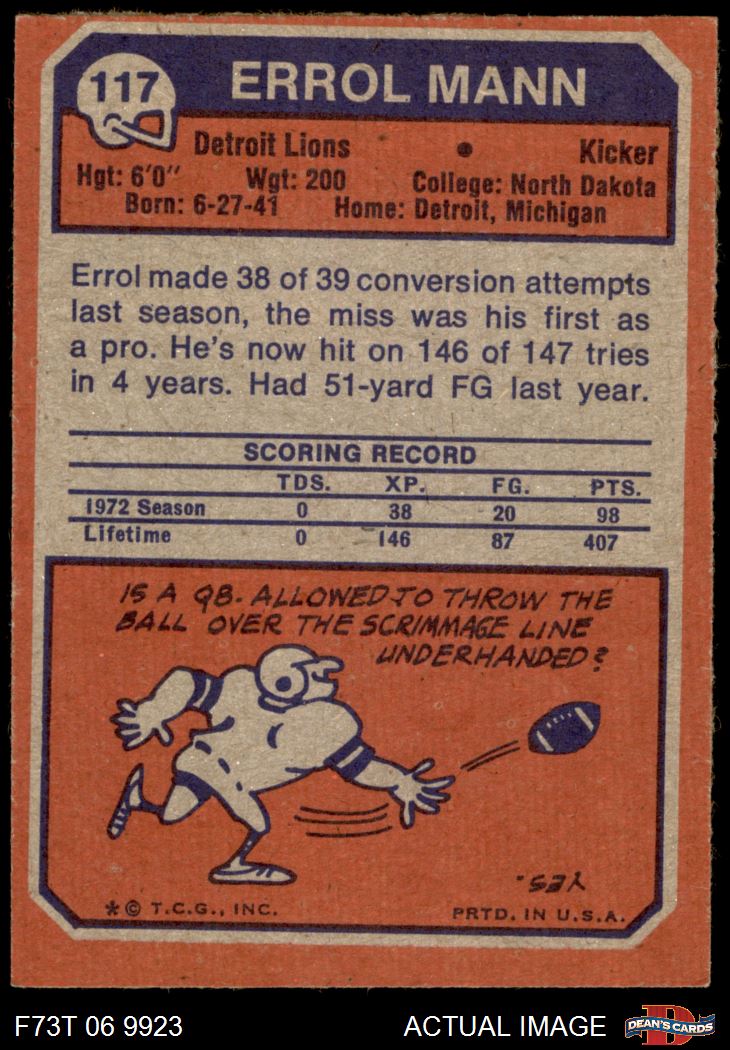 117
ERROL MANN
Detroit Lions • Kicker
Hgt: 6'0" Wgt: 200 College: North Dakota
Born: 6-27-41 Home: Detroit, Michigan
Errol made 38 of 39 conversion attempts
last season, the miss was his first as
a pro. He's now hit on 146 of 147 tries
in 4 years. Had 51-yard FG last year.
SCORING RECORD
TDS. XP. FG. PTS.
1972 Season 0 38 20 98
Lifetime 0 146 87 407
IS A QB. ALLOWED TO THROW THE
BALL OVER THE SCRIMMAGE LINE
UNDERHANDED?
YES.
*© T.C.G., INC. PRTD. IN U.S.A.
F73T 06 9923 ACTUAL IMAGE D DEAN'S CARDS